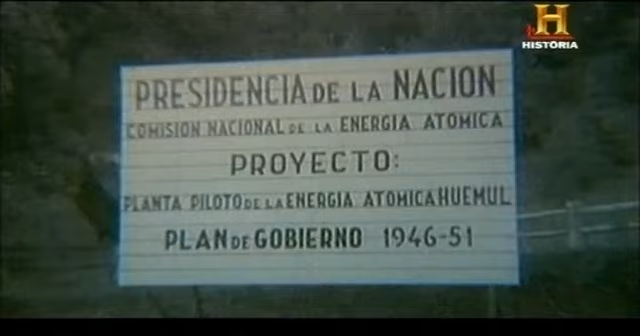 H
HISTORIA
PRESIDENCIA DE LA NACION
COMISION NACIONAL DE LA ENERGIA ATOMICA
PROYECTO:
PLANTA PILOTO DE LA ENERGIA ATOMICA HUEMUL
PLAN DE GOBIERNO 1946-51